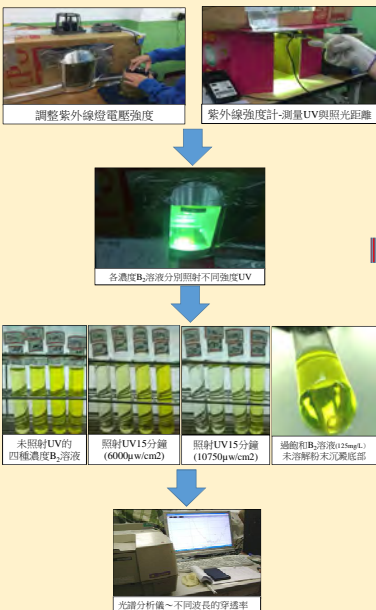 調整紫外線燈電壓強度
紫外線強度計-測量UV與照光距離
各濃度B₂溶液分別照射不同強度UV
未照射UV的
四種濃度B₂溶液
照射UV15分鐘
(6000μw/cm2)
照射UV15分鐘
(10750μw/cm2)
過飽和B₂溶液(125mg/L)
未溶解粉末沉澱底部
光譜分析儀～不同波長的穿透率